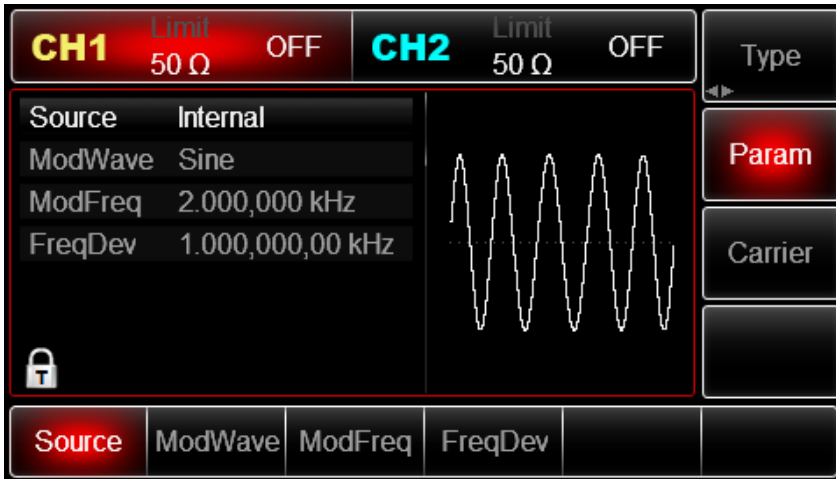 CH1 Limit 50 Ω OFF
CH2 Limit 50 Ω OFF
Type
Source Internal
ModWave Sine
ModFreq 2.000,000 kHz
FreqDev 1.000,000,00 kHz
T
Param
Carrier
Source ModWave ModFreq FreqDev